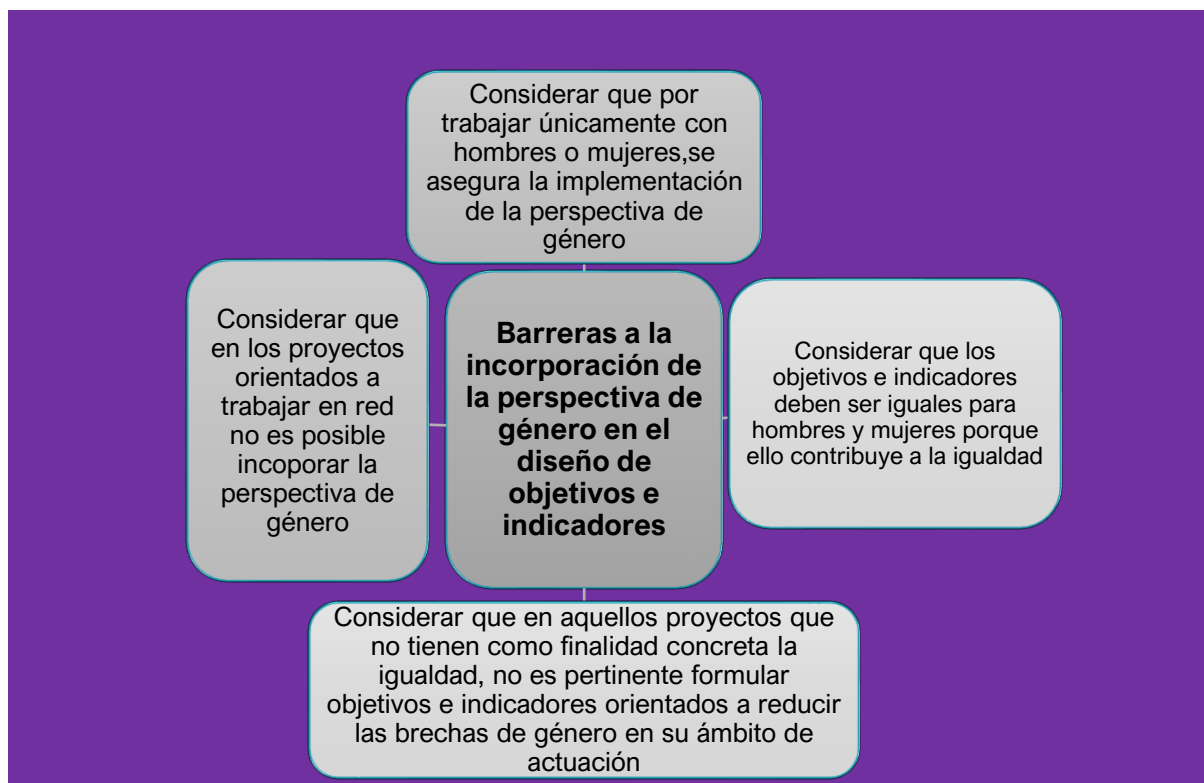 Considerar que por
trabajar únicamente con
hombres o mujeres,se
asegura la implementación
de la perspectiva de
género
Considerar que
en los proyectos
orientados a
trabajar en red
no es posible
incoporar la
perspectiva de
género
Barreras a la
incorporación de
la perspectiva de
género en el
diseño de
objetivos e
indicadores
Considerar que los
objetivos e indicadores
deben ser iguales para
hombres y mujeres porque
ello contribuye a la igualdad
Considerar que en aquellos proyectos que
no tienen como finalidad concreta la
igualdad, no es pertinente formular
objetivos e indicadores orientados a reducir
las brechas de género en su ámbito de
actuación